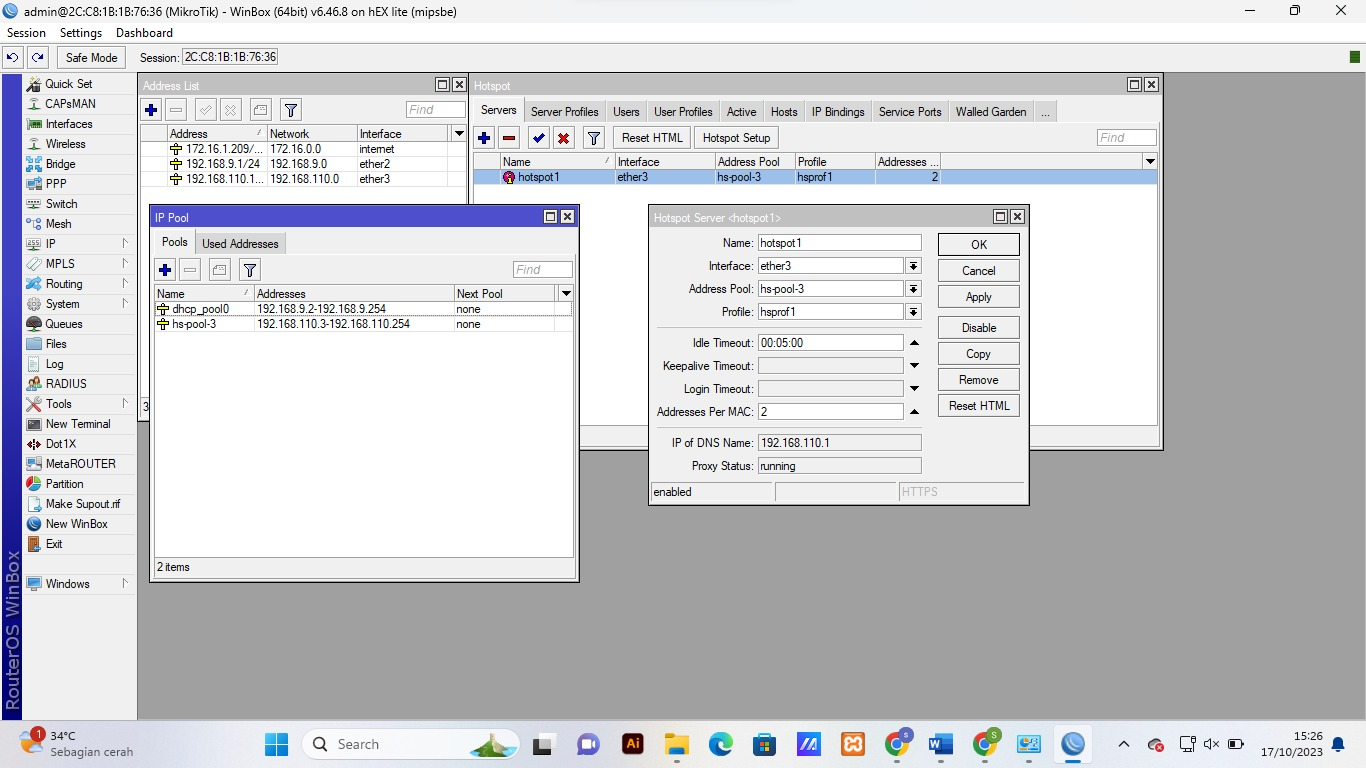 admin@2C:C8:1B:1B:76:36 (MikroTik) - WinBox (64bit) v6.46.8 on hEX lite (mipsbe)
Session Settings Dashboard
Safe Mode Session: 2C:C8:1B:1B:76:36
Quick Set
CAPsMAN
Interfaces
Wireless
Bridge
PPP
Switch
Mesh
IP
MPLS
Routing
System
Queues
Files
Log
RADIUS
Tools
New Terminal
Dot1X
MetaROUTER
Partition
Make Supout.rif
New WinBox
Exit
Windows
RouterOS WinBox
Address List
Find
Address Network Interface
172.16.1.209/... 172.16.0.0 internet
192.168.9.1/24 192.168.9.0 ether2
192.168.110.1... 192.168.110.0 ether3
3
Hotspot
Servers Server Profiles Users User Profiles Active Hosts IP Bindings Service Ports Walled Garden ...
Reset HTML Hotspot Setup Find
Name Interface Address Pool Profile Addresses ...
hotspot1 ether3 hs-pool-3 hsprof1 2
IP Pool
Pools Used Addresses
Find
Name Addresses Next Pool
dhcp_pool0 192.168.9.2-192.168.9.254 none
hs-pool-3 192.168.110.3-192.168.110.254 none
2 items
Hotspot Server <hotspot1>
Name: hotspot1 OK
Interface: ether3 Cancel
Address Pool: hs-pool-3 Apply
Profile: hsprof1 Disable
Idle Timeout: 00:05:00 Copy
Keepalive Timeout: Remove
Login Timeout: Reset HTML
Addresses Per MAC: 2
IP of DNS Name: 192.168.110.1
Proxy Status: running
enabled HTTPS
1
34°C
Sebagian cerah
Search
Ai
S
W
S
15:26
17/10/2023